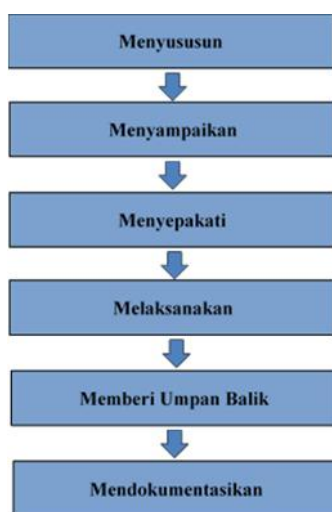 Menyususun
Menyampaikan
Menyepakati
Melaksanakan
Memberi Umpan Balik
Mendokumentasikan